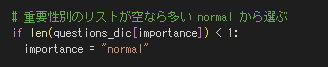 # 重要性別のリストが空なら多い normal から選ぶ
if len(questions_dic[importance]) < 1:
  importance = "normal"